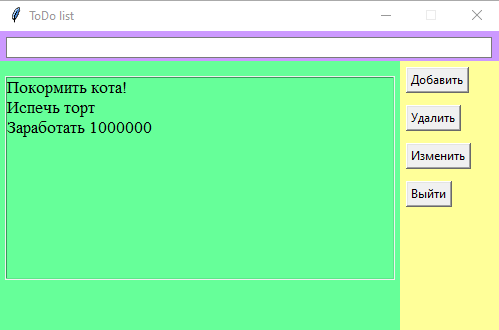 ToDo list
Покормить кота!
Испечь торт
Заработать 1000000
Добавить
Удалить
Изменить
Выйти